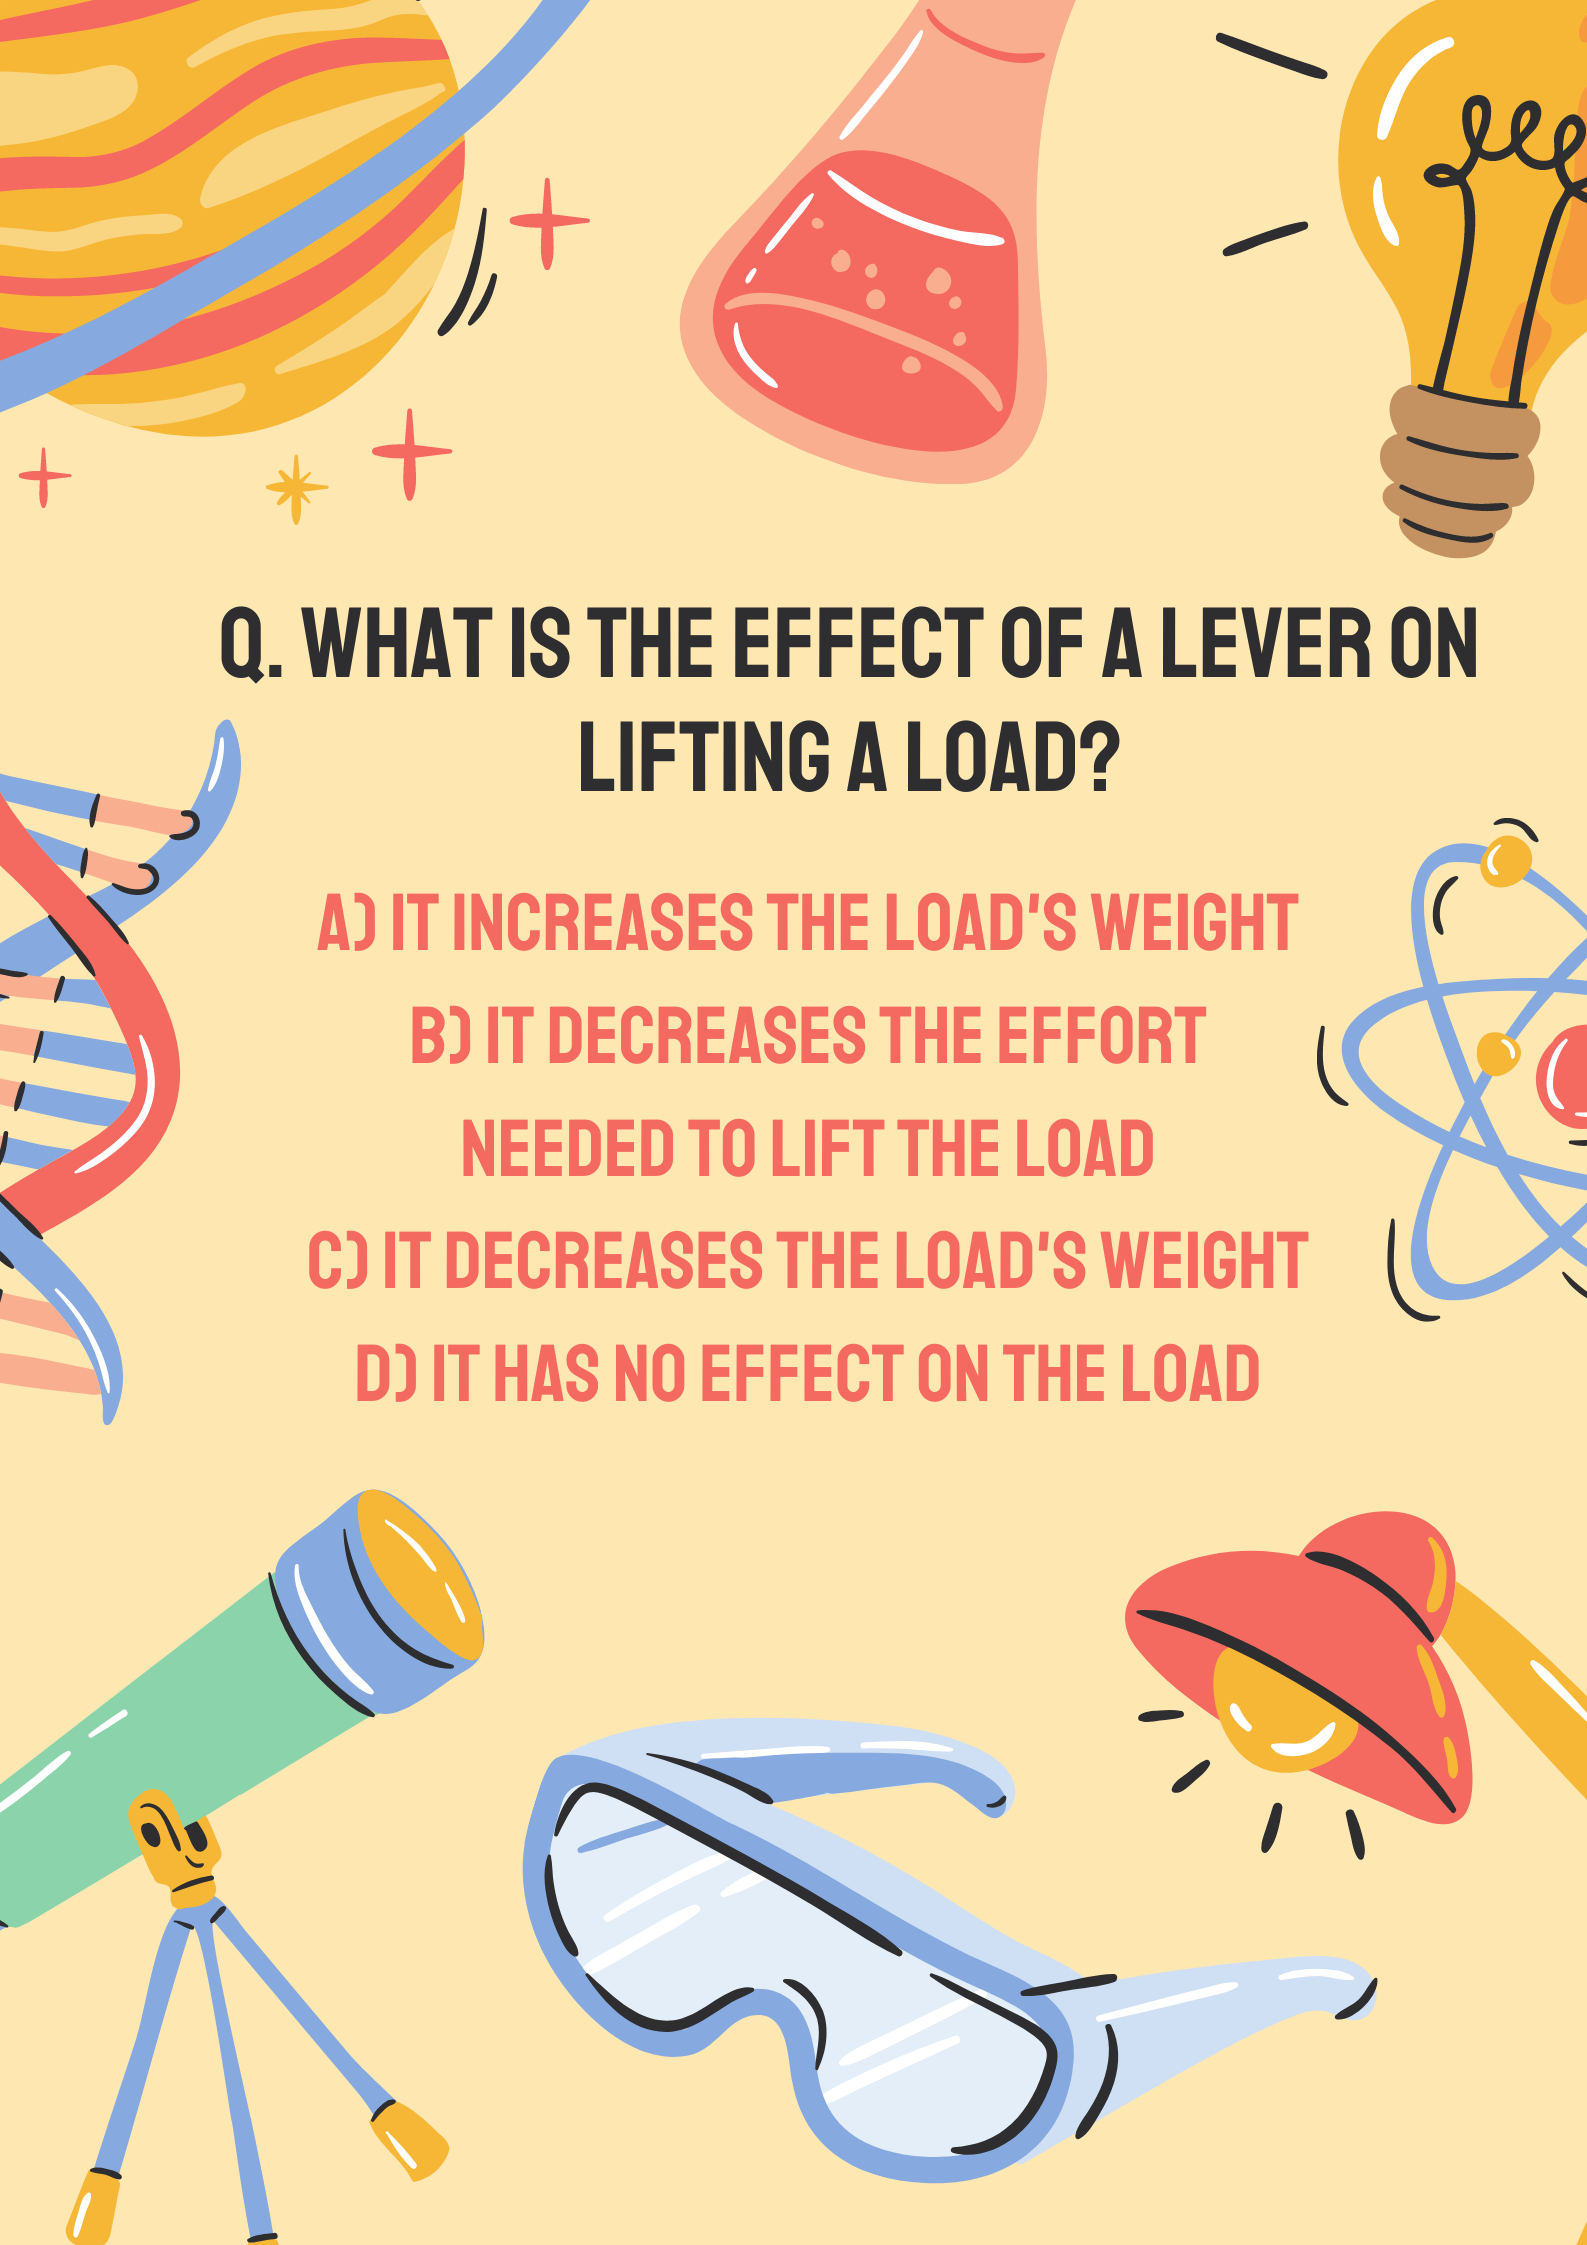 Q. WHAT IS THE EFFECT OF A LEVER ON
LIFTING A LOAD?
A) IT INCREASES THE LOAD'S WEIGHT
B) IT DECREASES THE EFFORT
NEEDED TO LIFT THE LOAD
C) IT DECREASES THE LOAD'S WEIGHT
D) IT HAS NO EFFECT ON THE LOAD